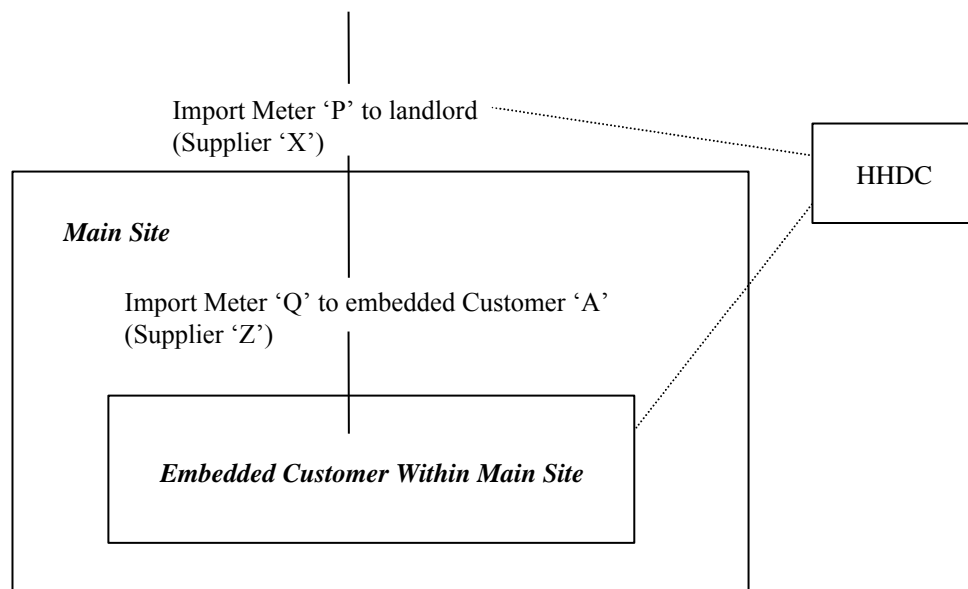 Import Meter ‘P’ to landlord
(Supplier ‘X’)
HHDC
Main Site
Import Meter ‘Q’ to embedded Customer ‘A’
(Supplier ‘Z’)
Embedded Customer Within Main Site